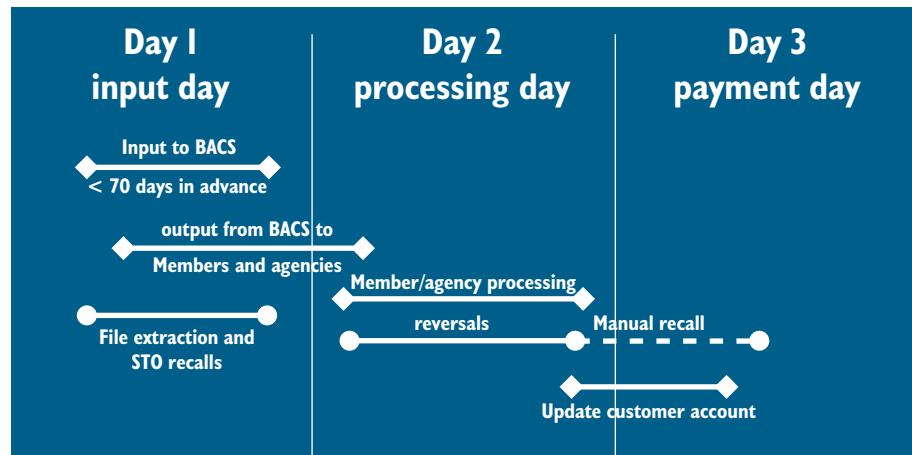 Day 1
input day
Day 2
processing day
Day 3
payment day
Input to BACS
< 70 days in advance
output from BACS to
Members and agencies
Member/agency processing
reversals
Manual recall
File extraction and
STO recalls
Update customer account